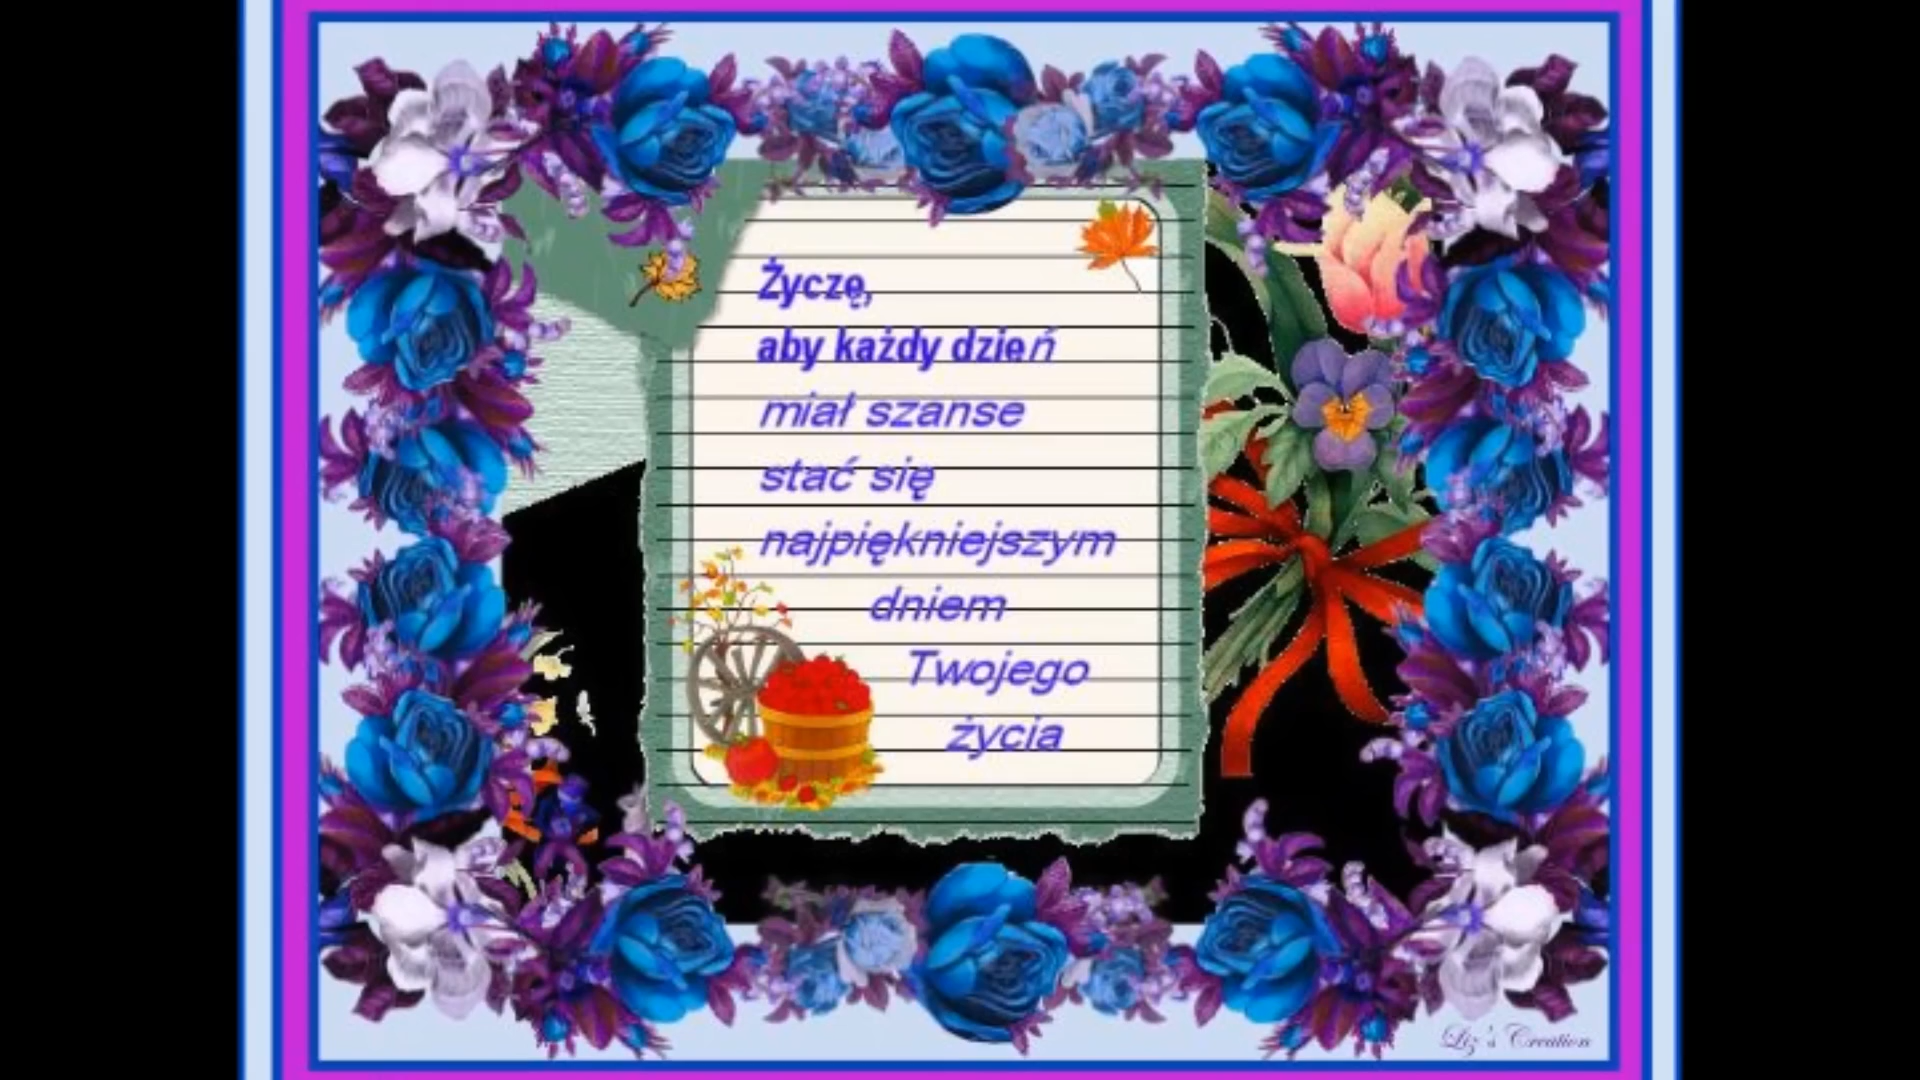 Życzę,
aby każdy dzień
miał szanse
stać się
najpiękniejszym
dniem
Twojego
życia
Liz's Creation